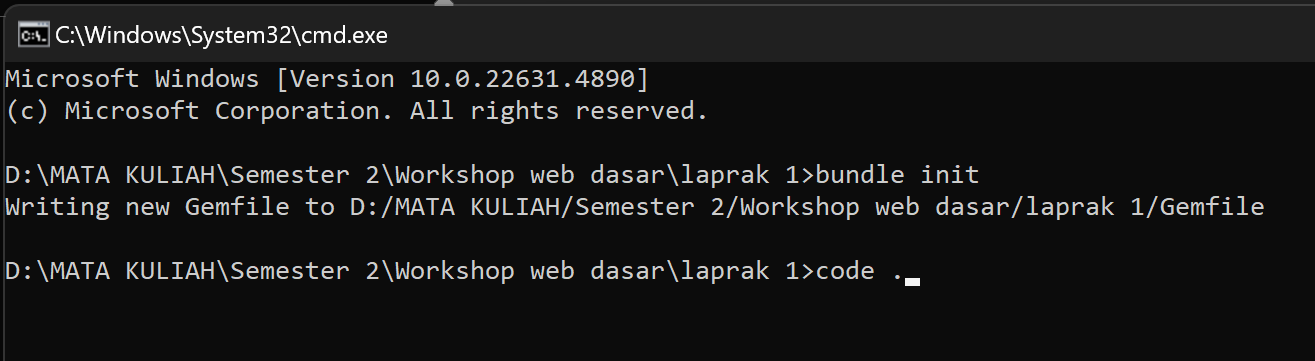 C:\Windows\System32\cmd.exe
Microsoft Windows [Version 10.0.22631.4890]
(c) Microsoft Corporation. All rights reserved.
D:\MATA KULIAH\Semester 2\Workshop web dasar\laprak 1>bundle init
Writing new Gemfile to D:/MATA KULIAH/Semester 2/Workshop web dasar/laprak 1/Gemfile
D:\MATA KULIAH\Semester 2\Workshop web dasar\laprak 1>code .